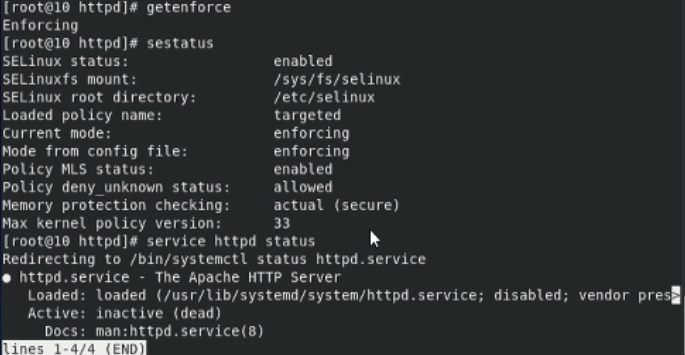 [root@10 httpd]# getenforce
Enforcing
[root@10 httpd]# sestatus
SELinux status:                 enabled
SELinuxfs mount:                /sys/fs/selinux
SELinux root directory:         /etc/selinux
Loaded policy name:             targeted
Current mode:                   enforcing
Mode from config file:          enforcing
Policy MLS status:              enabled
Policy deny_unknown status:     allowed
Memory protection checking:     actual (secure)
Max kernel policy version:      33
[root@10 httpd]# service httpd status
Redirecting to /bin/systemctl status httpd.service
● httpd.service - The Apache HTTP Server
   Loaded: loaded (/usr/lib/systemd/system/httpd.service; disabled; vendor pres>
   Active: inactive (dead)
     Docs: man:httpd.service(8)
lines 1-4/4 (END)